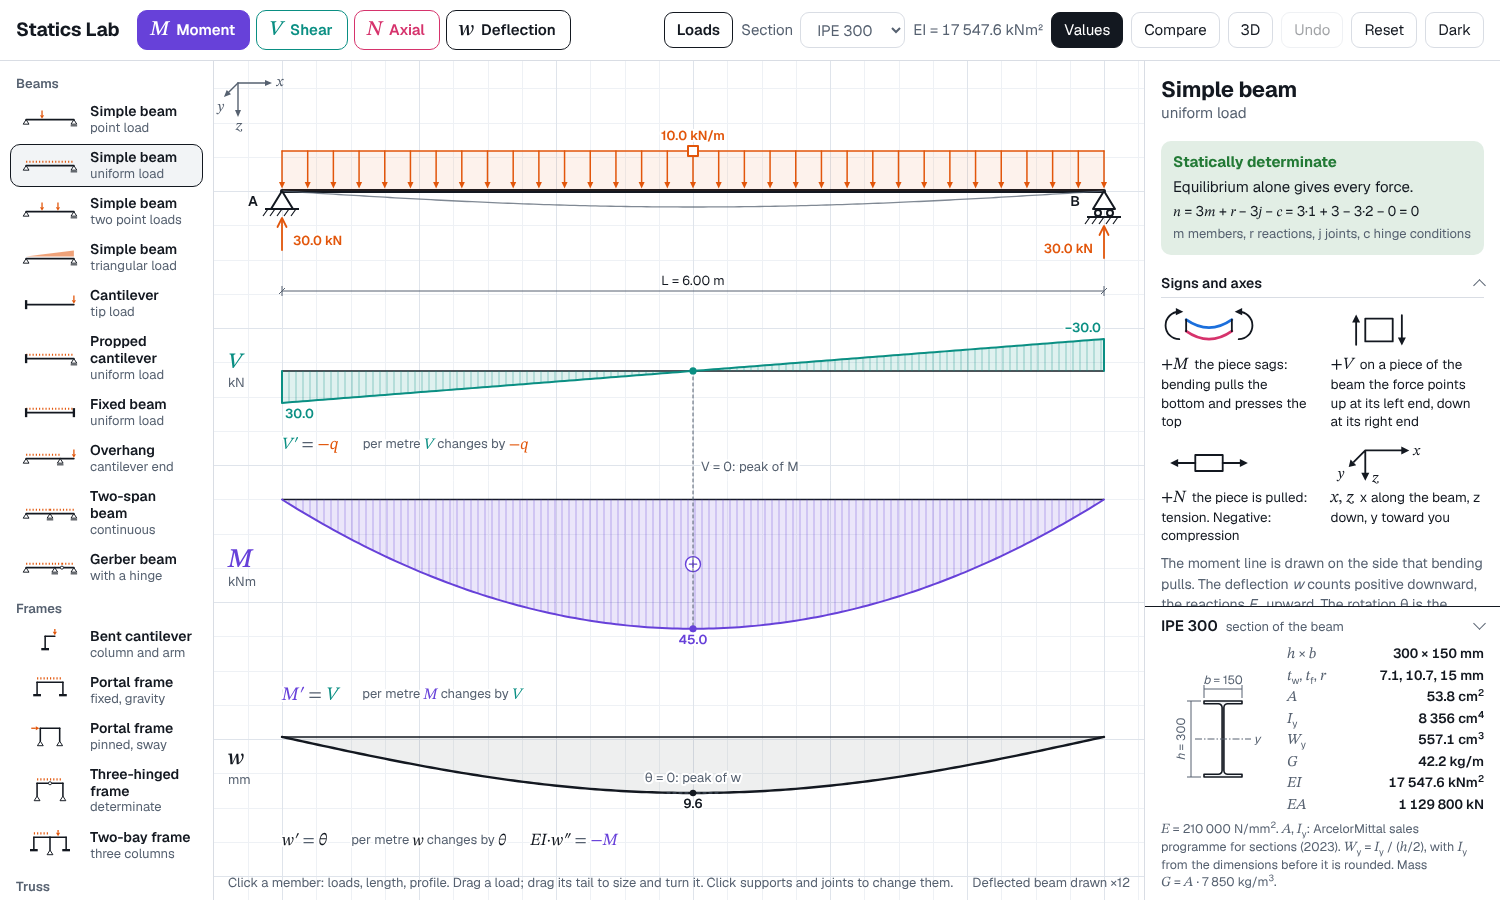 Statics Lab
M Moment
V Shear
N Axial
w Deflection
Loads
Section
IPE 300
EI = 17 547.6 kNm²
Values
Compare
3D
Undo
Reset
Dark
Beams
Simple beam
point load
Simple beam
uniform load
Simple beam
two point loads
Simple beam
triangular load
Cantilever
tip load
Propped
cantilever
uniform load
Fixed beam
uniform load
Overhang
cantilever end
Two-span
beam
continuous
Gerber beam
with a hinge
Frames
Bent cantilever
column and arm
Portal frame
fixed, gravity
Portal frame
pinned, sway
Three-hinged
frame
determinate
Two-bay frame
three columns
Truss
x
y
z
10.0 kN/m
A
B
30.0 kN
30.0 kN
L = 6.00 m
−30.0
V
kN
30.0
V′ = −q per metre V changes by −q
V = 0: peak of M
M
kNm
45.0
M′ = V per metre M changes by V
w
mm
θ = 0: peak of w
9.6
w′ = θ per metre w changes by θ EI·w″ = −M
Click a member: loads, length, profile. Drag a load; drag its tail to size and turn it. Click supports and joints to change them.
Deflected beam drawn ×12
Simple beam
uniform load
Statically determinate
Equilibrium alone gives every force.
n = 3m + r − 3j − c = 3·1 + 3 − 3·2 − 0 = 0
m members, r reactions, j joints, c hinge conditions
Signs and axes
+M the piece sags:
bending pulls the
bottom and presses the
top
+V on a piece of the
beam the force points
up at its left end, down
at its right end
x
y
z
+N the piece is pulled:
tension. Negative:
compression
x, z x along the beam, z
down, y toward you
The moment line is drawn on the side that bending
pulls. The deflection w counts positive downward,
the reactions F upward. The rotation θ is the
IPE 300 section of the beam
b = 150
h = 300
y
h × b 300 × 150 mm
tw, tf, r 7.1, 10.7, 15 mm
A 53.8 cm²
Iy 8 356 cm⁴
Wy 557.1 cm³
G 42.2 kg/m
EI 17 547.6 kNm²
EA 1 129 800 kN
E = 210 000 N/mm². A, Iy: ArcelorMittal sales
programme for sections (2023). Wy = Iy / (h/2), with Iy
from the dimensions before it is rounded. Mass
G = A · 7 850 kg/m³.